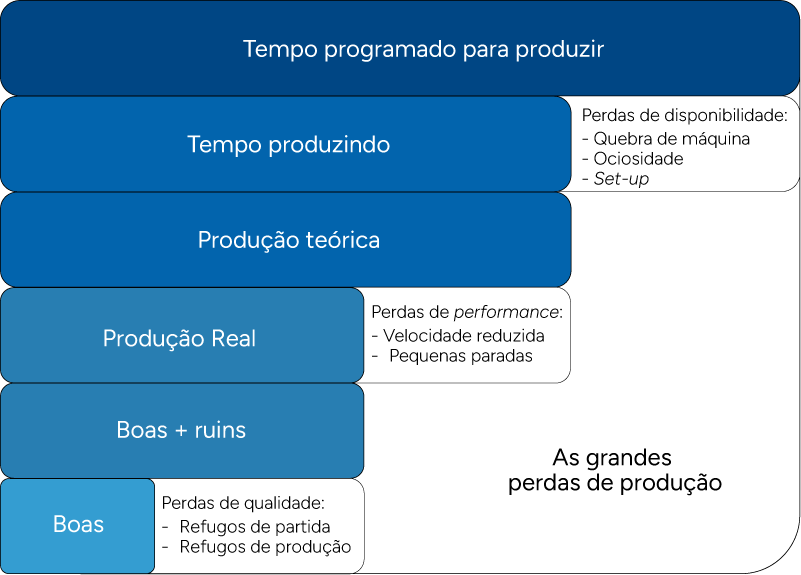 Tempo programado para produzir
Tempo produzindo
Perdas de disponibilidade:
- Quebra de máquina
- Ociosidade
- Set-up
Produção teórica
Produção Real
Perdas de performance:
- Velocidade reduzida
- Pequenas paradas
Boas + ruins
As grandes
perdas de produção
Boas
Perdas de qualidade:
- Refugos de partida
- Refugos de produção